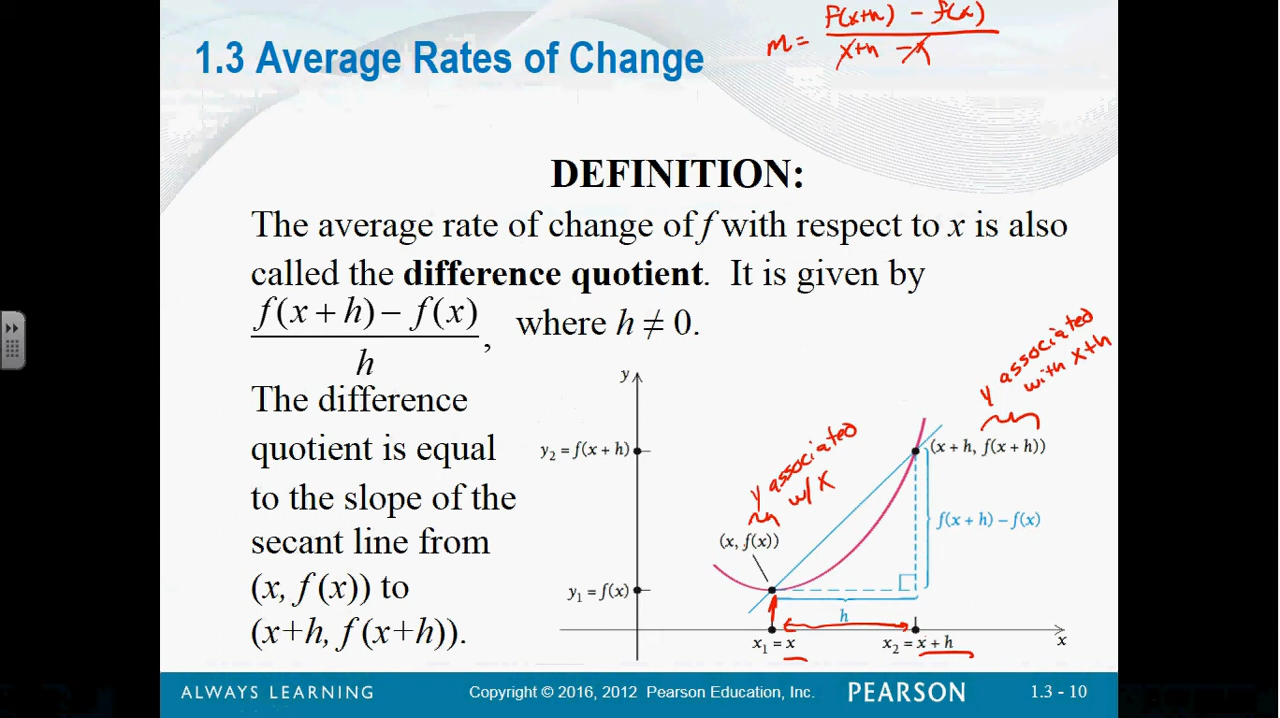 f(x+h) - f(x)
m =
x+h - x
1.3 Average Rates of Change
DEFINITION:
The average rate of change of f with respect to x is also
called the difference quotient. It is given by
f(x + h) – f(x)
h
, where h ≠ 0.
The difference
quotient is equal
to the slope of the
secant line from
(x, f (x)) to
(x+h, f (x+h)).
y associated
with x+h
y
y associated
w/ x
y₂ = f(x + h)
(x + h, f(x + h))
f(x + h) – f(x)
(x, f(x))
y₁ = f(x)
h
x₁ = x
x₂ = x + h
x
ALWAYS LEARNING
Copyright © 2016, 2012 Pearson Education, Inc.
PEARSON
1.3 - 10